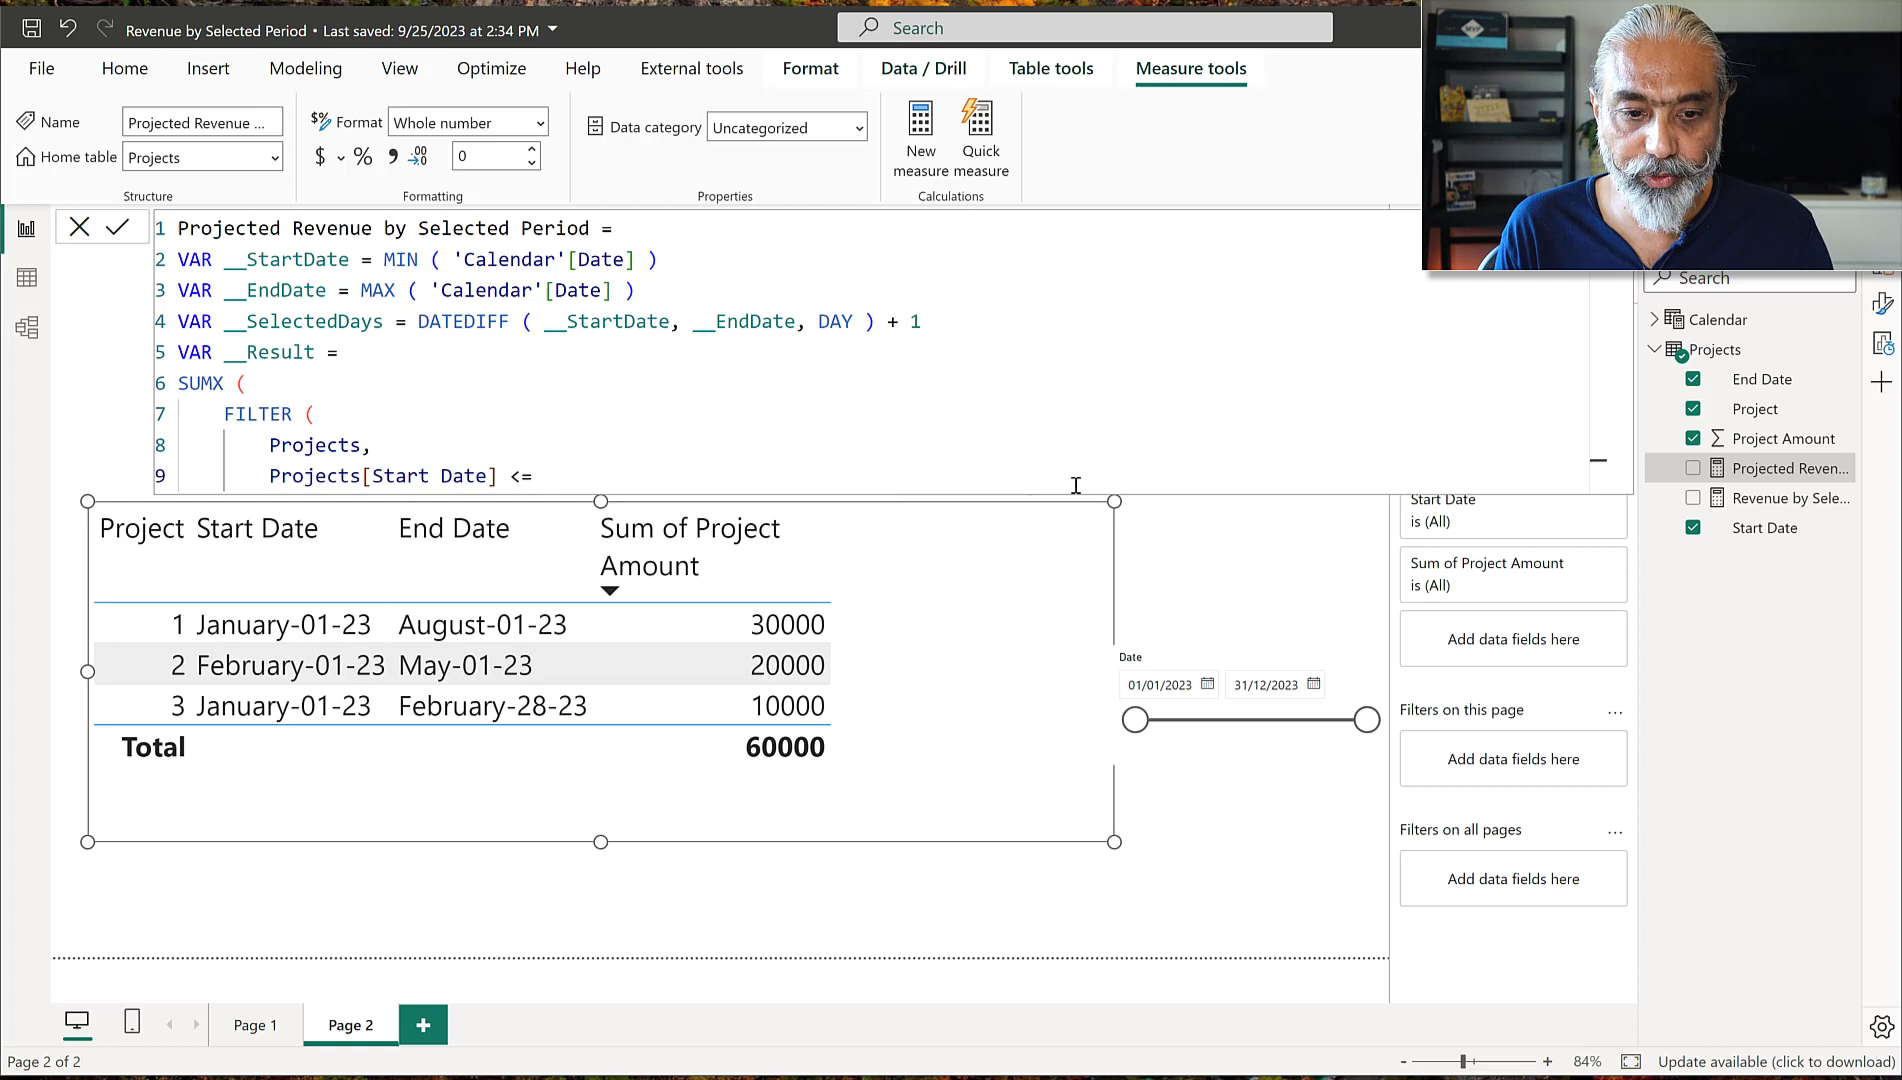 Revenue by Selected Period • Last saved: 9/25/2023 at 2:34 PM
Search
File Home Insert Modeling View Optimize Help External tools Format Data / Drill Table tools Measure tools
Name Projected Revenue ...
Home table Projects
Structure
Format Whole number
$ % 9 .00 0
Formatting
Data category Uncategorized
Properties
New measure
Quick measure
Calculations
1 Projected Revenue by Selected Period =
2 VAR __StartDate = MIN ( 'Calendar'[Date] )
3 VAR __EndDate = MAX ( 'Calendar'[Date] )
4 VAR __SelectedDays = DATEDIFF ( __StartDate, __EndDate, DAY ) + 1
5 VAR __Result =
6 SUMX (
7 FILTER (
8 Projects,
9 Projects[Start Date] <=
Project Start Date End Date Sum of Project Amount
1 January-01-23 August-01-23 30000
2 February-01-23 May-01-23 20000
3 January-01-23 February-28-23 10000
Total 60000
Date
01/01/2023 31/12/2023
Start Date
is (All)
Sum of Project Amount
is (All)
Add data fields here
Filters on this page ...
Add data fields here
Filters on all pages ...
Add data fields here
Search
Calendar
Projects
End Date
Project
Σ Project Amount
Projected Reven...
Revenue by Sele...
Start Date
Page 1 Page 2 +
Page 2 of 2
- + 84% Update available (click to download)